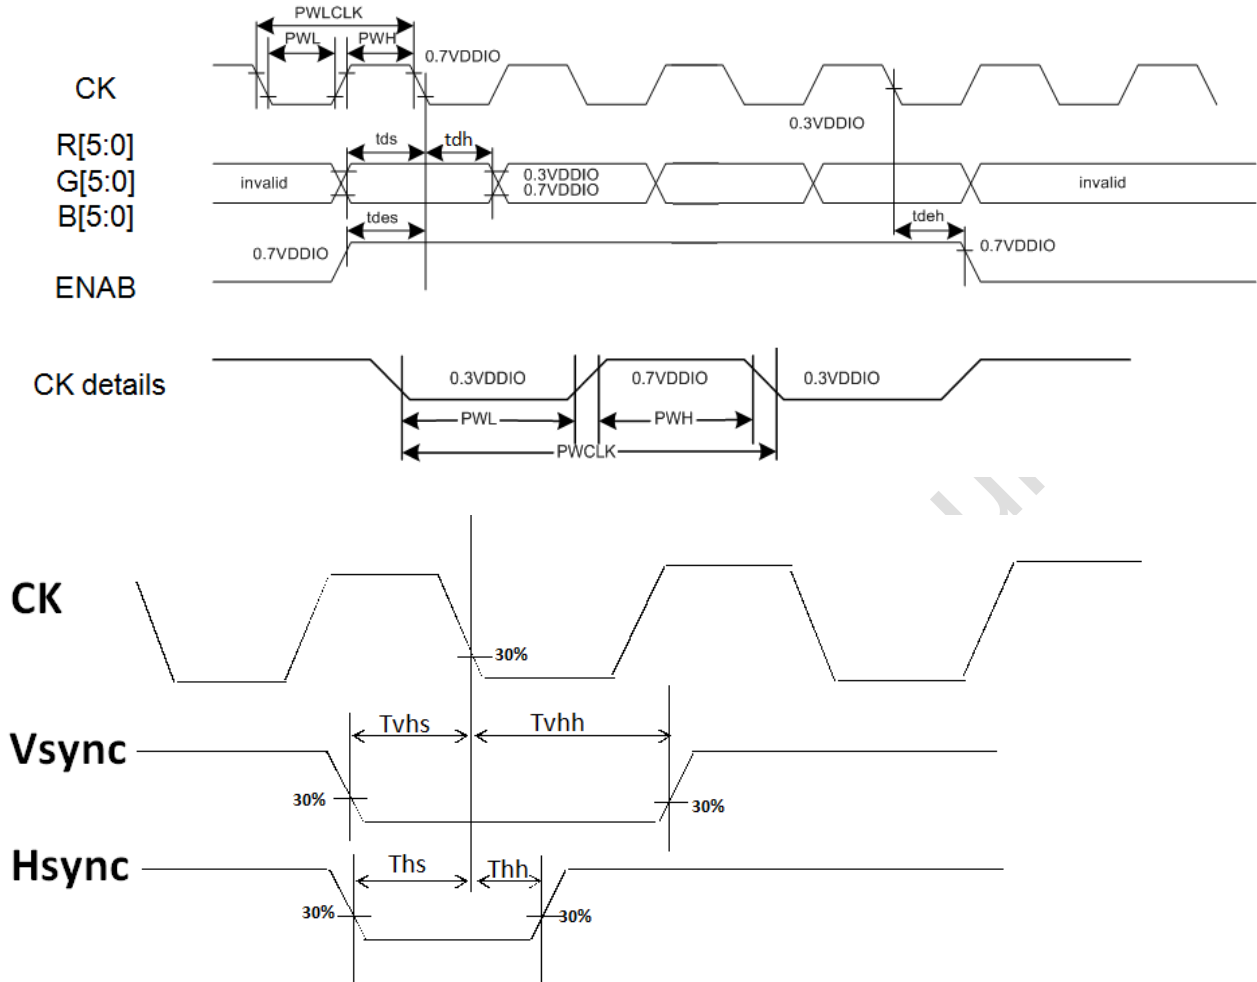 PWLCLK
PWL PWH
0.7VDDIO
CK
0.3VDDIO
R[5:0]
tds tdh
G[5:0]
invalid 0.3VDDIO invalid
0.7VDDIO
B[5:0]
tdes tdeh
0.7VDDIO 0.7VDDIO
ENAB
CK details
0.3VDDIO 0.7VDDIO 0.3VDDIO
PWL PWH
PWCLK
CK
30%
Tvhs Tvhh
Vsync
30% 30%
Hsync
Ths Thh
30% 30%